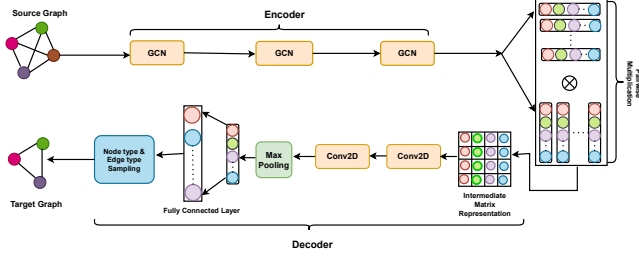 Source Graph
Encoder
GCN
GCN
GCN
Pairwise
Multiplication
Node type &
Edge type
Sampling
Max
Pooling
Conv2D
Conv2D
Target Graph
Fully Connected Layer
Intermediate
Matrix
Representation
Decoder